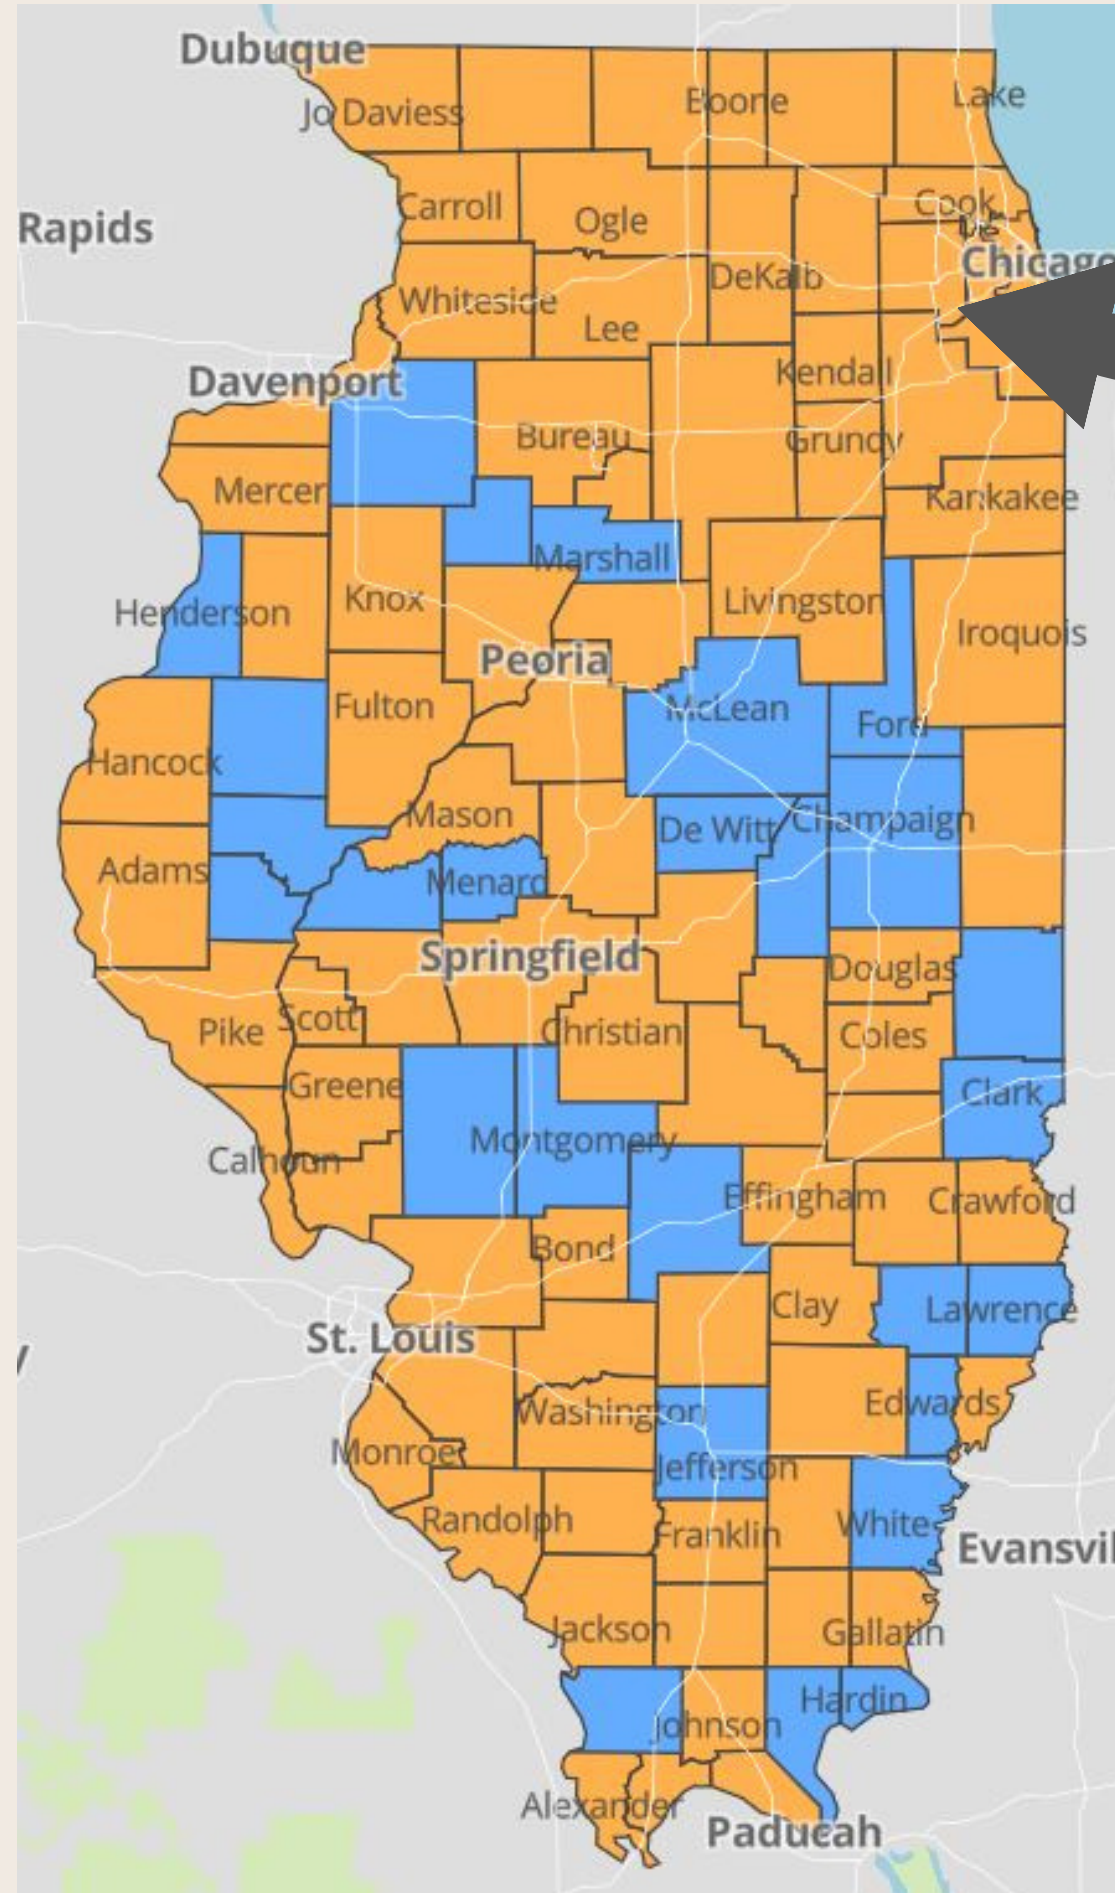 Dubuque
Jo Daviess
Boone
Lake
Carroll
Ogle
Cook
Rapids
Chicago
DeKalb
Whiteside
Lee
Kendall
Davenport
Bureau
Grundy
Mercer
Kankakee
Marshall
Henderson
Knox
Livingston
Iroquois
Peoria
Fulton
McLean
Ford
Hancock
Mason
De Witt
Champaign
Adams
Menard
Springfield
Douglas
Pike
Scott
Christian
Coles
Greene
Clark
Montgomery
Calhoun
Effingham
Crawford
Bond
Clay
Lawrence
St. Louis
y
Washington
Edwards
Monroe
Jefferson
Randolph
Franklin
White
Evansvil
Jackson
Gallatin
Hardin
Johnson
Alexander
Paducah